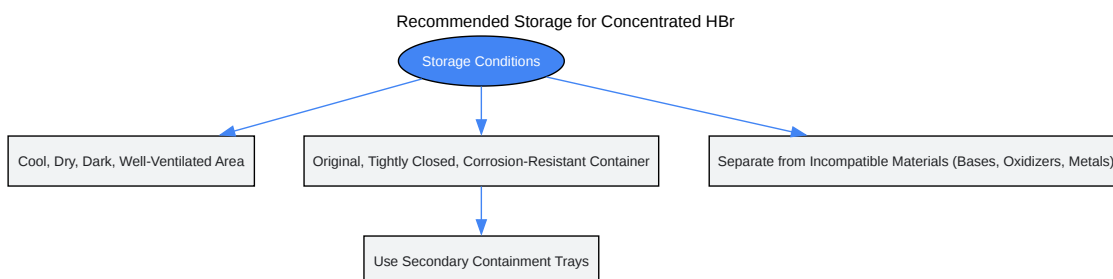 Recommended Storage for Concentrated HBr
Storage Conditions
Cool, Dry, Dark, Well-Ventilated Area
Original, Tightly Closed, Corrosion-Resistant Container
Separate from Incompatible Materials (Bases, Oxidizers, Metals)
Use Secondary Containment Trays